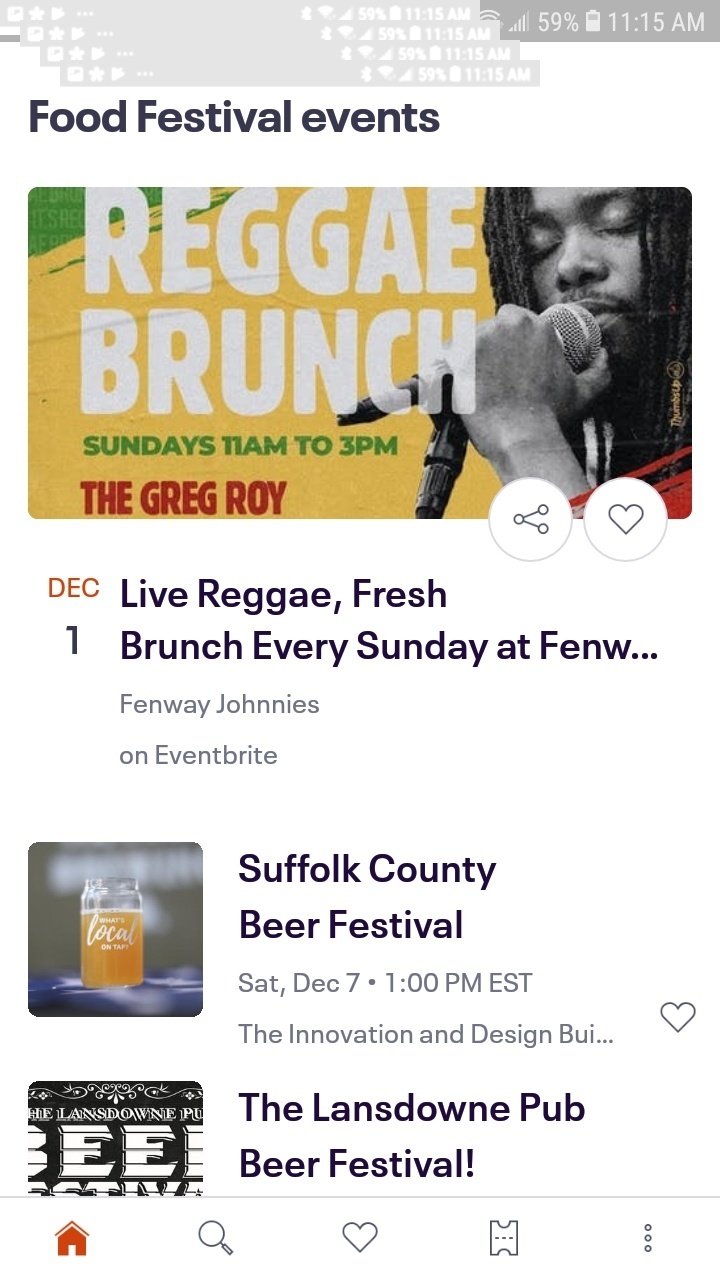 59% 11:15 AM
59% 11:15 AM
59% 11:15 AM
59% 11:15 AM
59% 11:15 AM
Food Festival events
REGGAE
BRUNCH
SUNDAYS 11AM TO 3PM
THE GREG ROY
ThumbsUp
DEC
1
Live Reggae, Fresh
Brunch Every Sunday at Fenw...
Fenway Johnnies
on Eventbrite
WHAT'S
local
ON TAP?
Suffolk County
Beer Festival
Sat, Dec 7 • 1:00 PM EST
The Innovation and Design Bui...
HE LANSDOWNE PU
BEE
The Lansdowne Pub
Beer Festival!